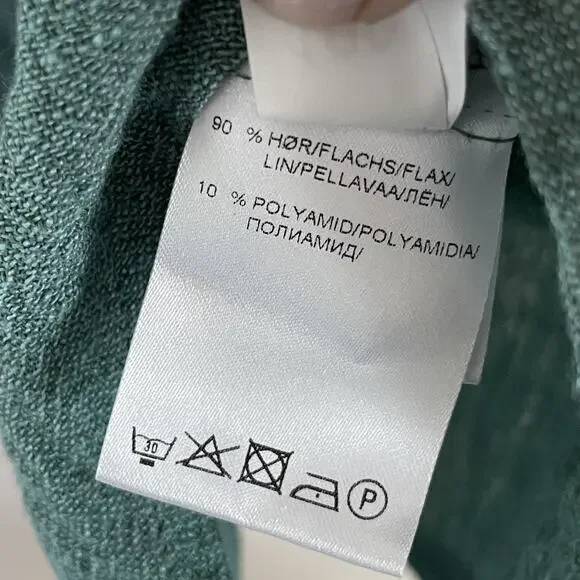 90 % HØR/FLACHS/FLAX/
LIN/PELLAVAA/ЛЁН/
10 % POLYAMID/POLYAMIDIA/
ПОЛИАМИД/
30 P